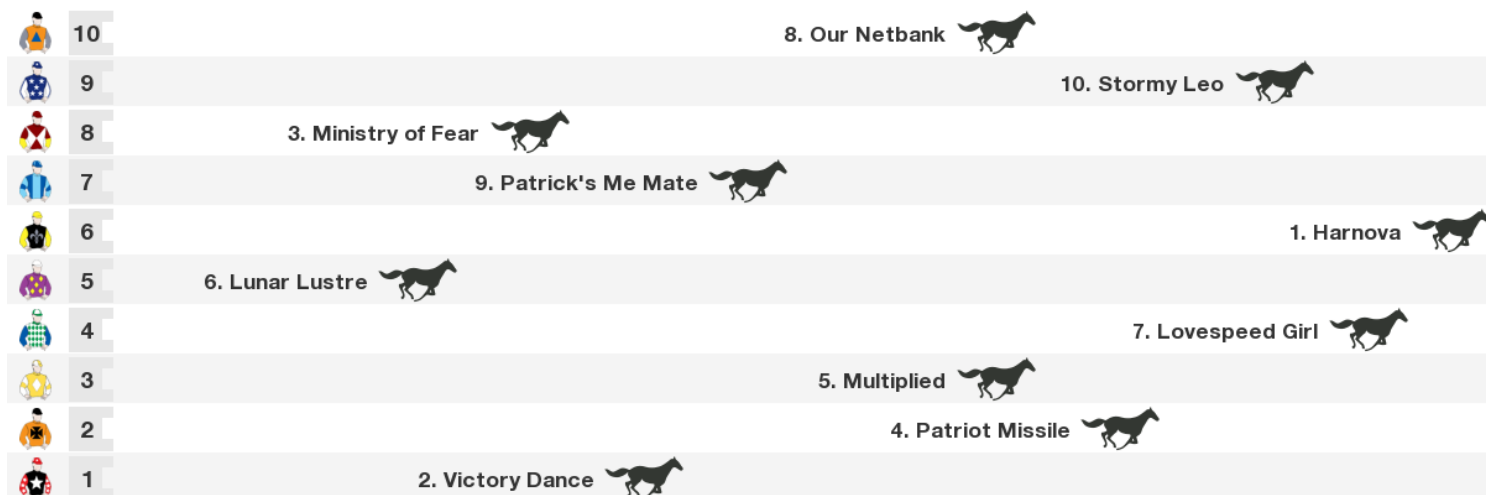 10 8. Our Netbank
9 10. Stormy Leo
8 3. Ministry of Fear
7 9. Patrick's Me Mate
6 1. Harnova
5 6. Lunar Lustre
4 7. Lovespeed Girl
3 5. Multiplied
2 4. Patriot Missile
1 2. Victory Dance